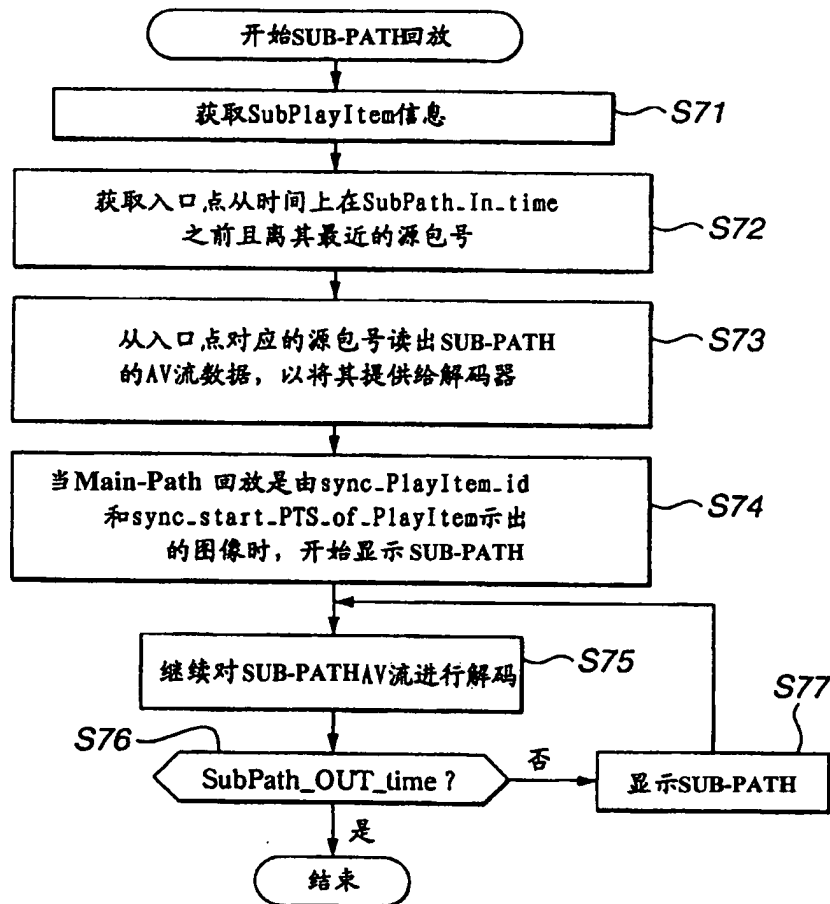 开始SUB-PATH回放
获取SubPlayItem信息
S71
获取入口点从时间上在SubPath_In_time
之前且离其最近的源包号
S72
从入口点对应的源包号读出SUB-PATH
的AV流数据，以将其提供给解码器
S73
当Main-Path 回放是由sync_PlayItem_id
和sync_start_PTS_of_PlayItem示出
的图像时，开始显示SUB-PATH
S74
继续对SUB-PATHAV流进行解码
S75
S76
SubPath_OUT_time？
否
S77
显示SUB-PATH
是
结束